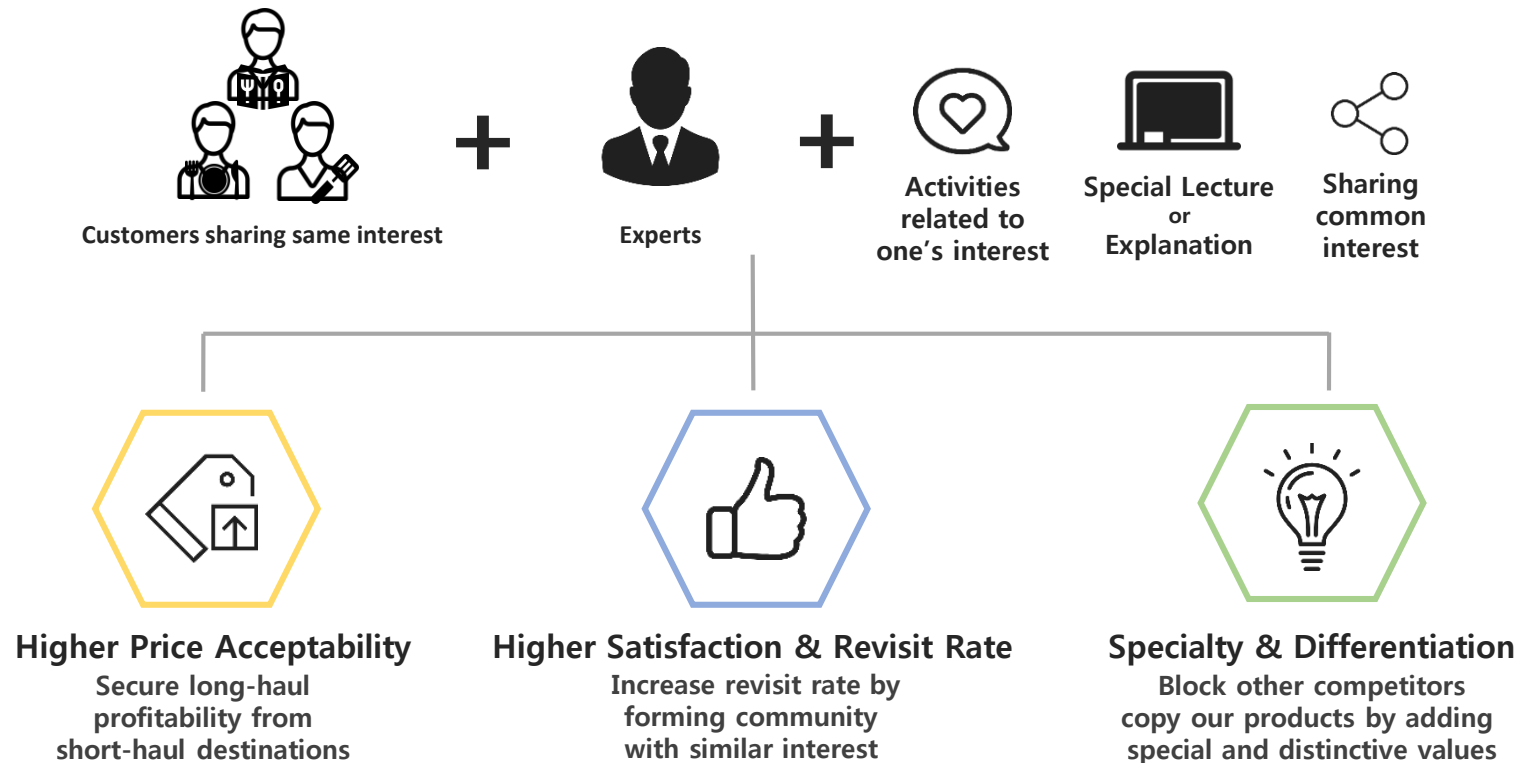 Customers sharing same interest
Experts
Activities
related to
one's interest
Special Lecture
or
Explanation
Sharing
common
interest
Higher Price Acceptability
Secure long-haul
profitability from
short-haul destinations
Higher Satisfaction & Revisit Rate
Increase revisit rate by
forming community
with similar interest
Specialty & Differentiation
Block other competitors
copy our products by adding
special and distinctive values